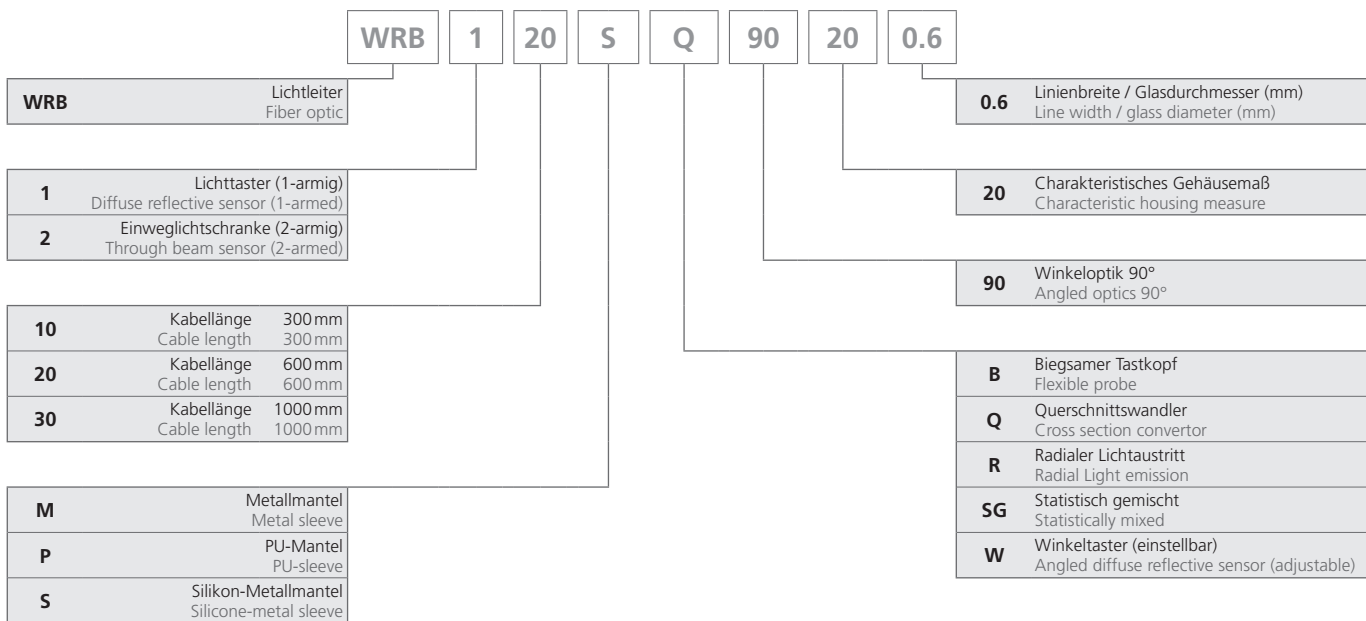 WRB 1 20 S Q 90 20 0.6
WRB Lichtleiter
Fiber optic
1 Lichttaster (1-armig)
Diffuse reflective sensor (1-armed)
2 Einweglichtschranke (2-armig)
Through beam sensor (2-armed)
10 Kabellänge 300 mm
Cable length 300 mm
20 Kabellänge 600 mm
Cable length 600 mm
30 Kabellänge 1000 mm
Cable length 1000 mm
M Metallmantel
Metal sleeve
P PU-Mantel
PU-sleeve
S Silikon-Metallmantel
Silicone-metal sleeve
0.6 Linienbreite / Glasdurchmesser (mm)
Line width / glass diameter (mm)
20 Charakteristisches Gehäusemaß
Characteristic housing measure
90 Winkeloptik 90°
Angled optics 90°
B Biegsamer Tastkopf
Flexible probe
Q Querschnittswandler
Cross section convertor
R Radialer Lichtaustritt
Radial Light emission
SG Statistisch gemischt
Statistically mixed
W Winkeltaster (einstellbar)
Angled diffuse reflective sensor (adjustable)